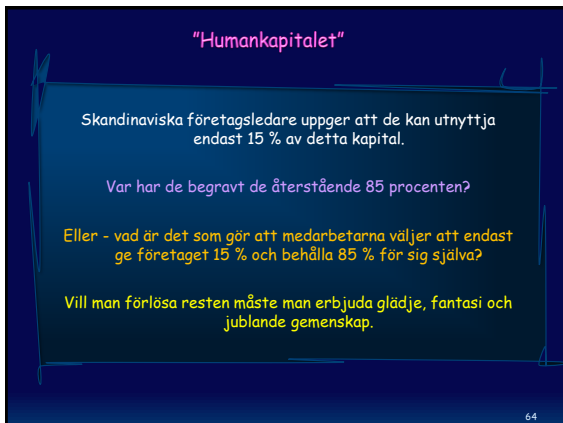 ”Humankapitalet”
Skandinaviska företagsledare uppger att de kan utnyttja
endast 15 % av detta kapital.
Var har de begravt de återstående 85 procenten?
Eller - vad är det som gör att medarbetarna väljer att endast
ge företaget 15 % och behålla 85 % för sig själva?
Vill man förlösa resten måste man erbjuda glädje, fantasi och
jublande gemenskap.
64